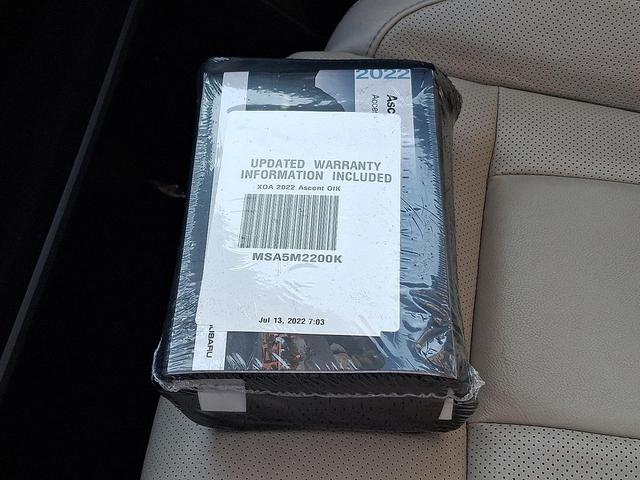 2022
UPDATED WARRANTY
INFORMATION INCLUDED
XOA 2022 Ascent OIK
MSA5M2200K
Jul 13, 2022 7:03